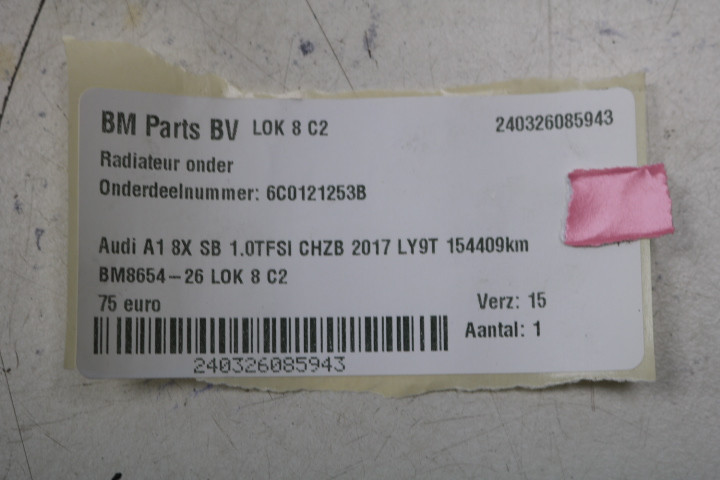 BM Parts BV LOK 8 C2 240326085943
Radiateur onder
Onderdeelnummer: 6C0121253B
Audi A1 8X SB 1.0TFSI CHZB 2017 LY9T 154409km
BM8654-26 LOK 8 C2
75 euro Verz: 15
Aantal: 1
240326085943